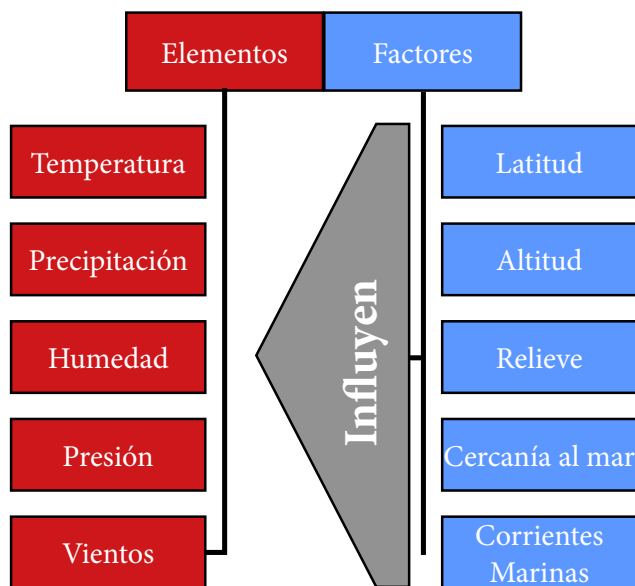 Elementos
Factores
Temperatura
Precipitación
Humedad
Presión
Vientos
Influyen
Latitud
Altitud
Relieve
Cercanía al mar
Corrientes
Marinas